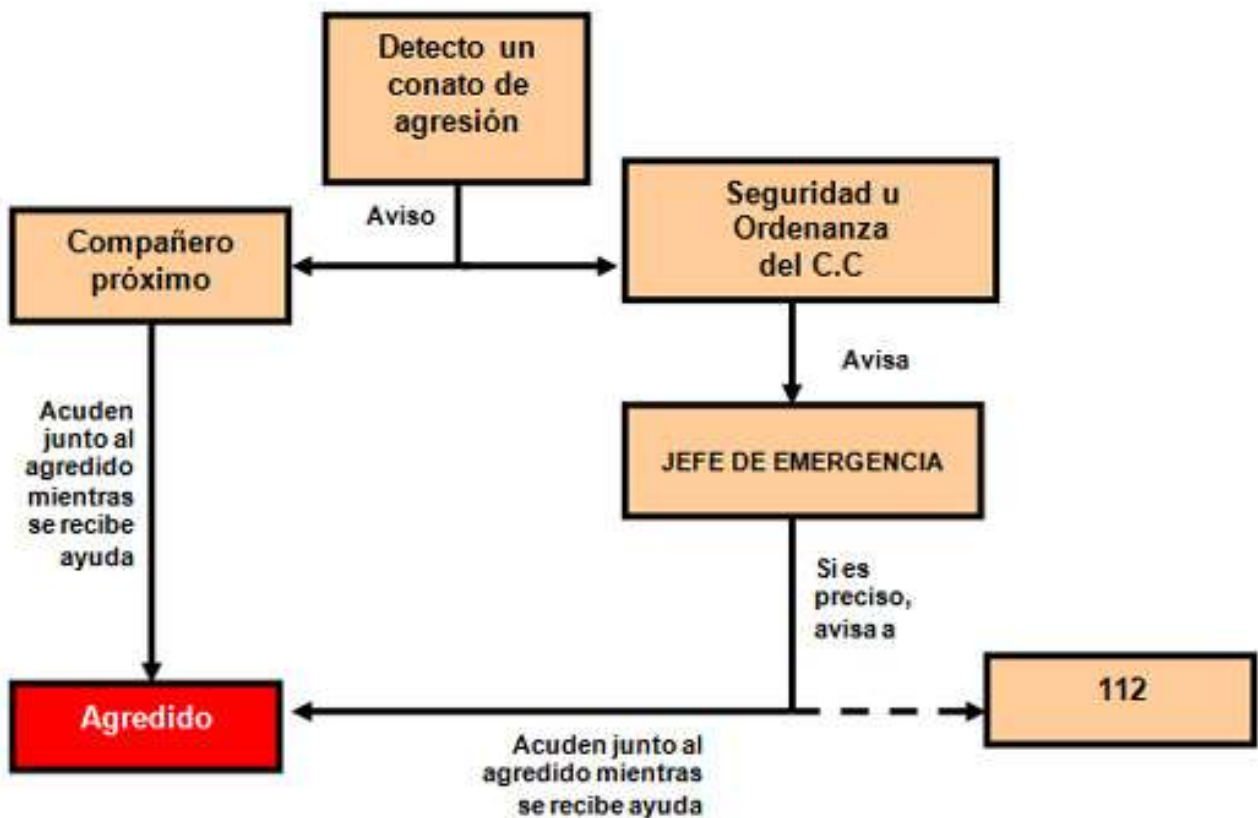 Detecto un
conato de
agresión
Aviso
Compañero
próximo
Seguridad u
Ordenanza
del C.C
Avisa
Acuden
junto al
agredido
mientras
se recibe
ayuda
JEFE DE EMERGENCIA
Si es
preciso,
avisa a
112
Agredido
Acuden junto al
agredido mientras
se recibe ayuda